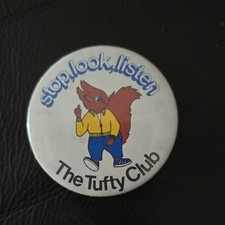 stop,look,listen
The Tufty Club